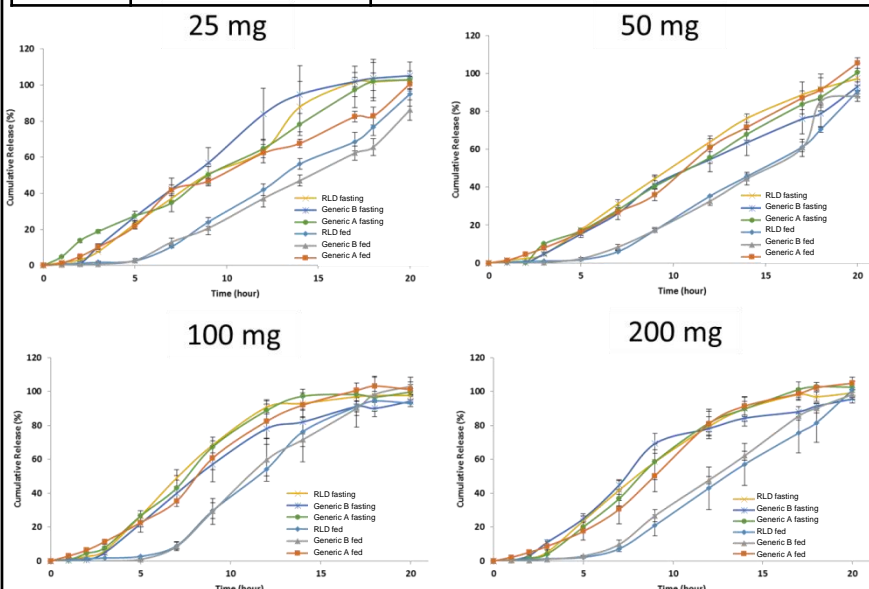 25 mg
120
100
80
60
40
20
0
Cumulative Release (%)
0
5
10
15
20
Time (hour)
RLD fasting
Generic B fasting
Generic A fasting
RLD fed
Generic B fed
Generic A fed
50 mg
120
100
80
60
40
20
0
Cumulative Release (%)
0
5
10
15
20
Time (hour)
RLD fasting
Generic B fasting
Generic A fasting
RLD fed
Generic B fed
Generic A fed
100 mg
120
100
80
60
40
20
0
Cumulative Release (%)
0
5
10
15
20
Time (hour)
RLD fasting
Generic B fasting
Generic A fasting
RLD fed
Generic B fed
Generic A fed
200 mg
120
100
80
60
40
20
0
Cumulative Release (%)
0
5
10
15
20
Time (hour)
RLD fasting
Generic B fasting
Generic A fasting
RLD fed
Generic B fed
Generic A fed